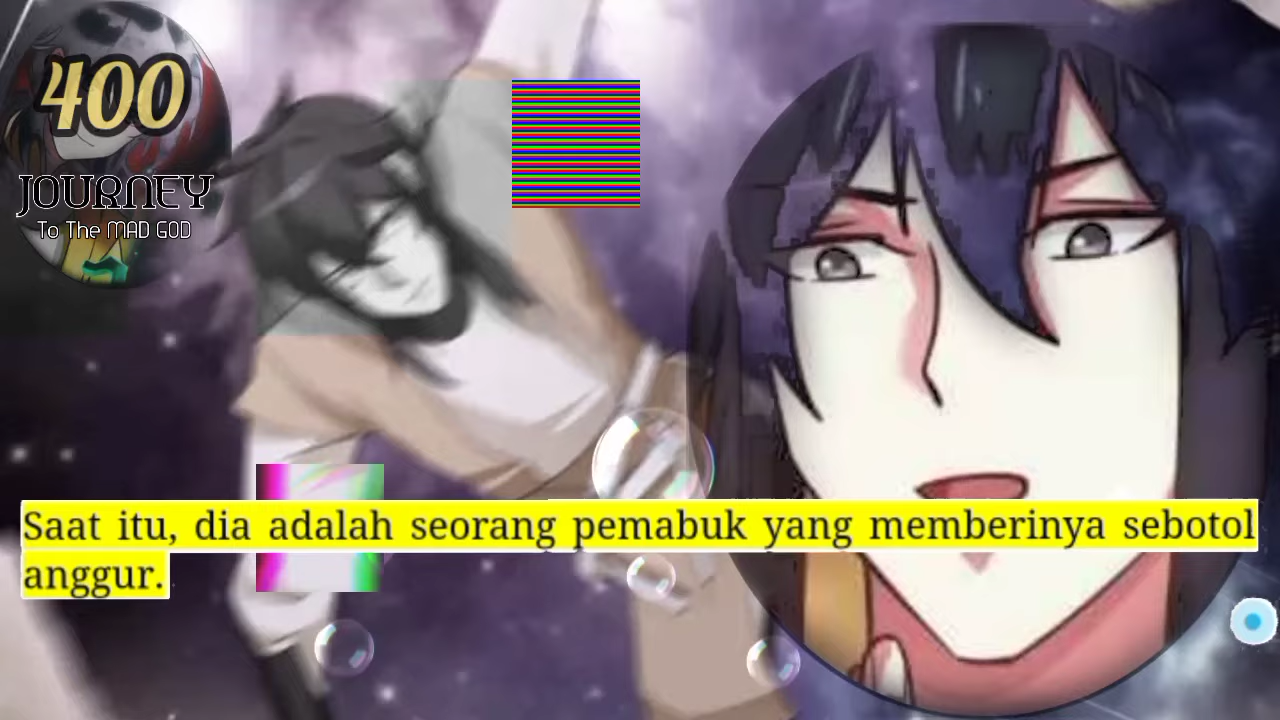 400
JOURNEY
To The MAD GOD
Saat itu, dia adalah seorang pemabuk yang memberinya sebotol
anggur.